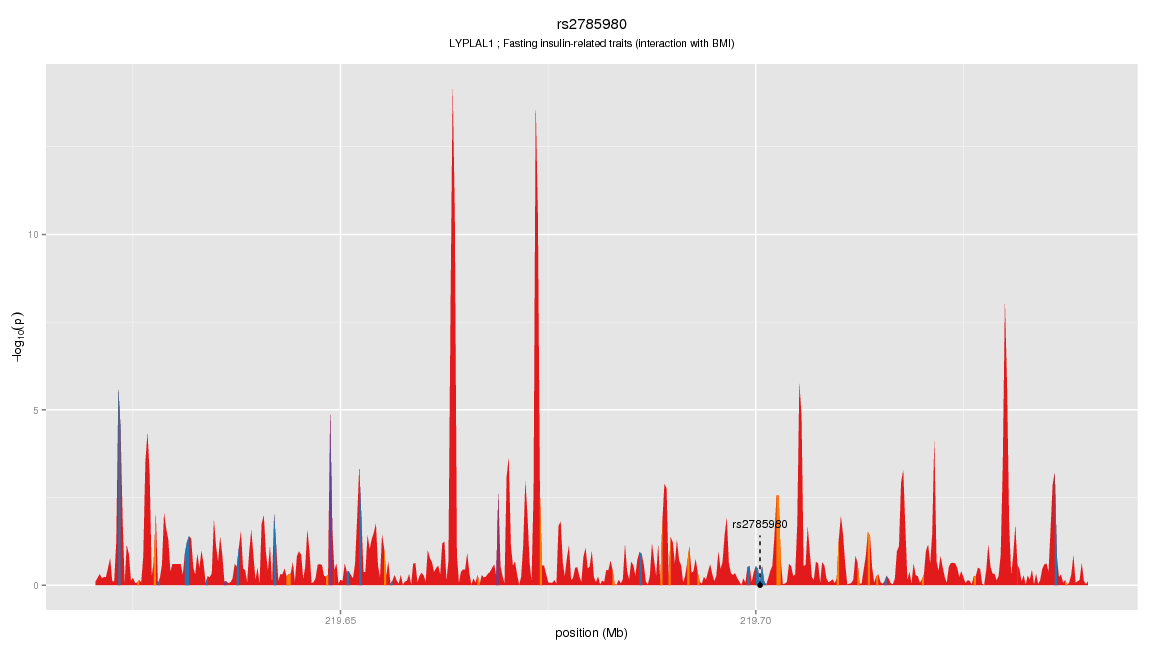 rs2785980
LYPLAL1 ; Fasting insulin-related traits (interaction with BMI)
−log10(p)
10
5
0
rs2785980
219.65
219.70
position (Mb)